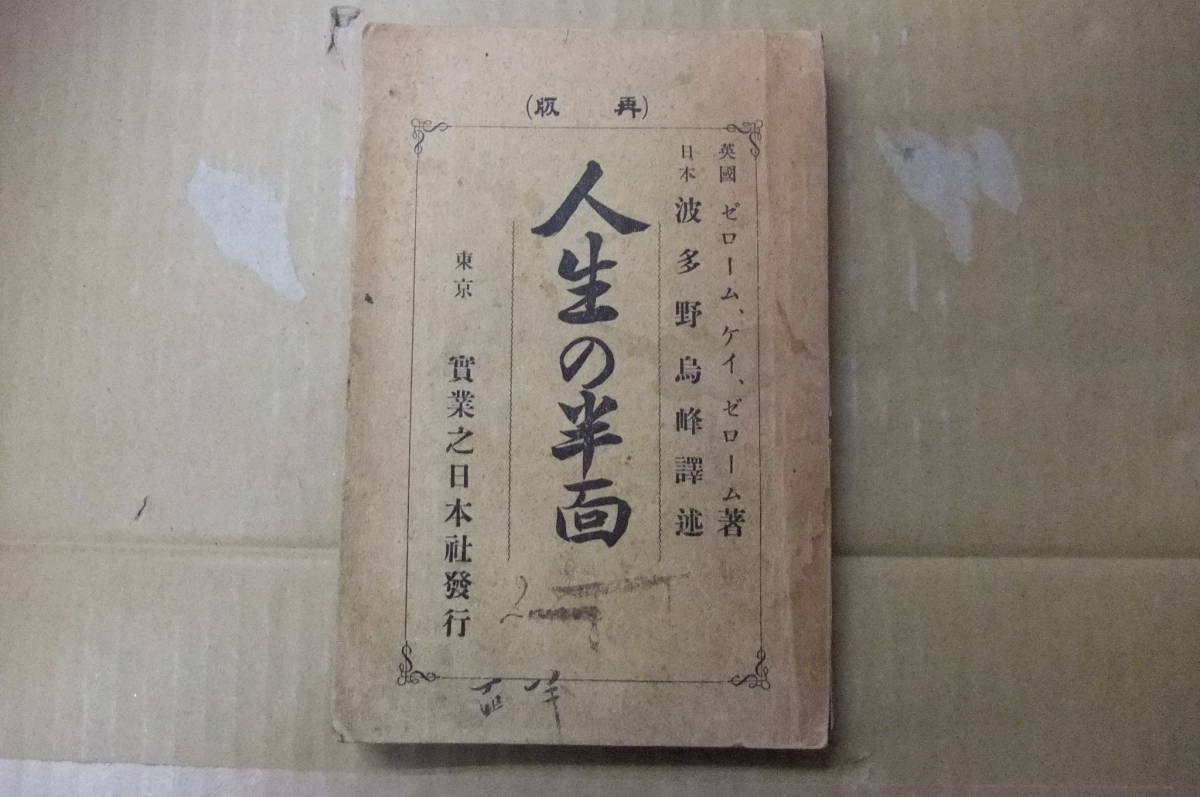 （再版）
英國 ゼローム、ケイ、ゼローム著
日本 波多野烏峰譯述
人生の半面
東京 實業之日本社發行